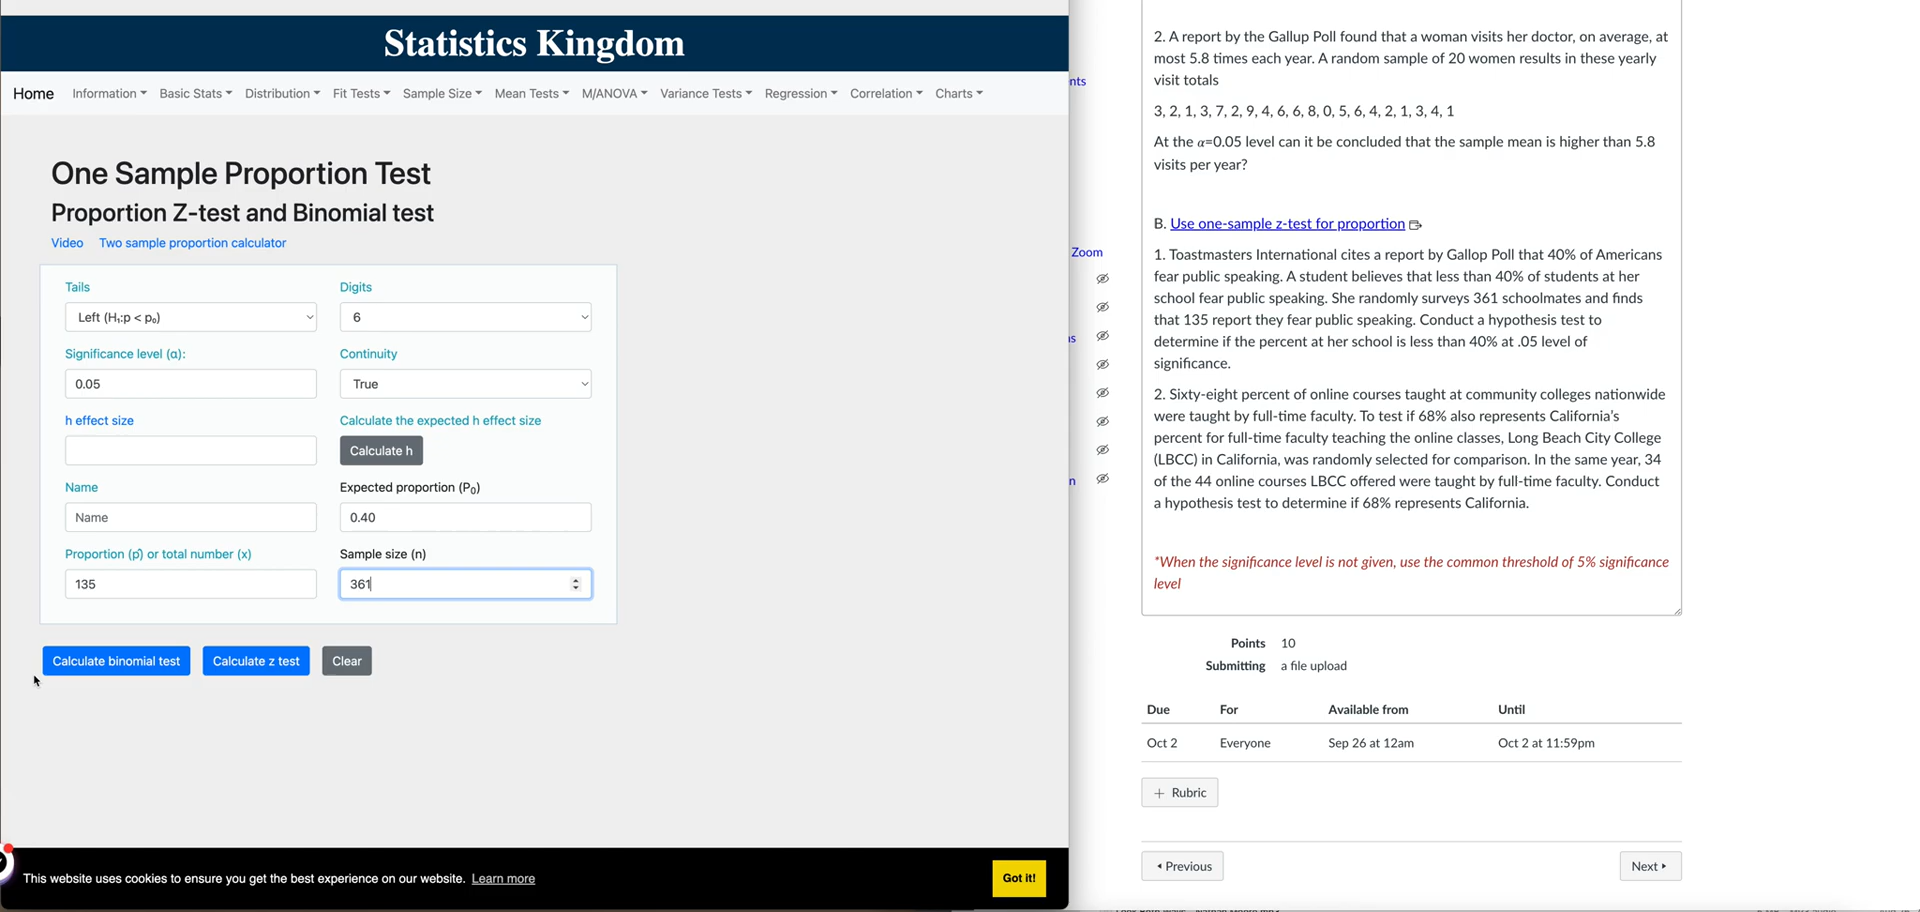 Statistics Kingdom
Home Information Basic Stats Distribution Fit Tests Sample Size Mean Tests M/ANOVA Variance Tests Regression Correlation Charts
One Sample Proportion Test
Proportion Z-test and Binomial test
Video Two sample proportion calculator
Tails Digits
Left (H₁:p < p₀) 6
Significance level (α): Continuity
0.05 True
h effect size Calculate the expected h effect size
Calculate h
Name Expected proportion (P₀)
Name 0.40
Proportion (p̂) or total number (x) Sample size (n)
135 361
Calculate binomial test Calculate z test Clear
This website uses cookies to ensure you get the best experience on our website. Learn more Got it!
nts
Zoom
ns
n
2. A report by the Gallup Poll found that a woman visits her doctor, on average, at
most 5.8 times each year. A random sample of 20 women results in these yearly
visit totals
3, 2, 1, 3, 7, 2, 9, 4, 6, 6, 8, 0, 5, 6, 4, 2, 1, 3, 4, 1
At the α=0.05 level can it be concluded that the sample mean is higher than 5.8
visits per year?
B. Use one-sample z-test for proportion
1. Toastmasters International cites a report by Gallop Poll that 40% of Americans
fear public speaking. A student believes that less than 40% of students at her
school fear public speaking. She randomly surveys 361 schoolmates and finds
that 135 report they fear public speaking. Conduct a hypothesis test to
determine if the percent at her school is less than 40% at .05 level of
significance.
2. Sixty-eight percent of online courses taught at community colleges nationwide
were taught by full-time faculty. To test if 68% also represents California's
percent for full-time faculty teaching the online classes, Long Beach City College
(LBCC) in California, was randomly selected for comparison. In the same year, 34
of the 44 online courses LBCC offered were taught by full-time faculty. Conduct
a hypothesis test to determine if 68% represents California.
*When the significance level is not given, use the common threshold of 5% significance
level
Points 10
Submitting a file upload
Due For Available from Until
Oct 2 Everyone Sep 26 at 12am Oct 2 at 11:59pm
+ Rubric
Previous Next